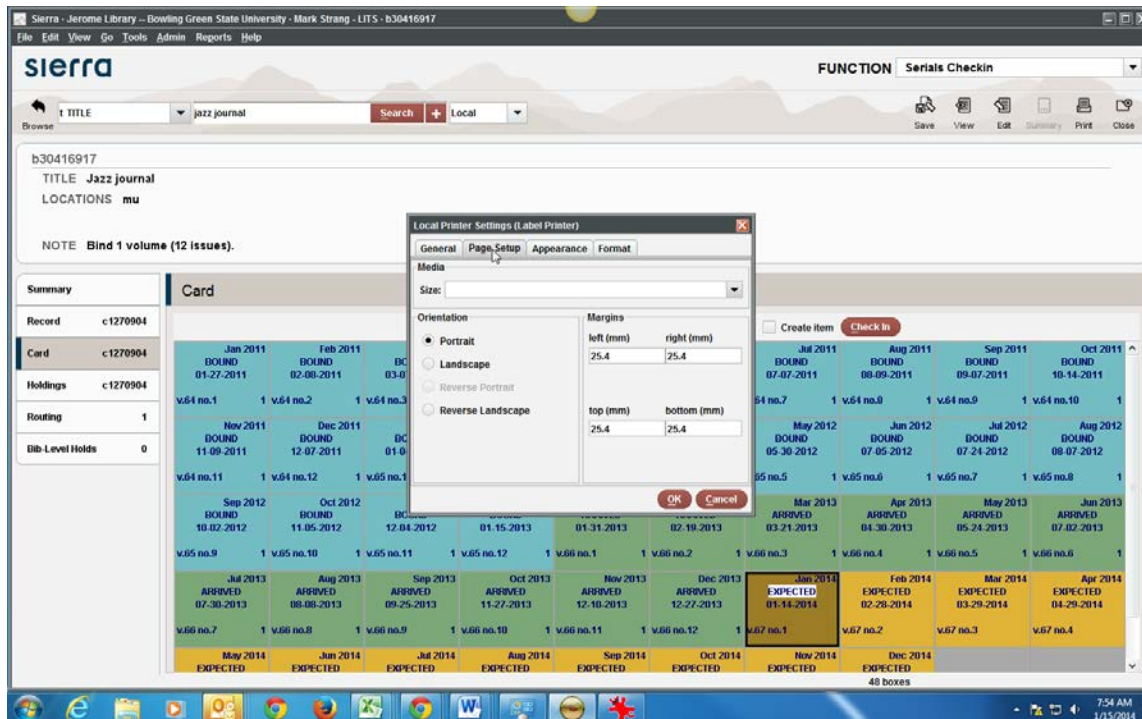 Sierra - Jerome Library -- Bowling Green State University - Mark Strang - LITS - b30416917
File Edit View Go Tools Admin Reports Help
sierra
FUNCTION Serials Checkin
Browse t TITLE jazz journal Search + Local Save View Edit Summary Print Close
b30416917
TITLE Jazz journal
LOCATIONS mu
NOTE Bind 1 volume (12 issues).
Local Printer Settings (Label Printer)
General Page Setup Appearance Format
Media
Size:
Orientation
Portrait
Landscape
Reverse Portrait
Reverse Landscape
Margins
left (mm) right (mm)
25.4 25.4
top (mm) bottom (mm)
25.4 25.4
OK Cancel
Summary
Record c1270904
Card c1270904
Holdings c1270904
Routing 1
Bib-Level Holds 0
Card
Create item Check In
Jan 2011 Feb 2011 Jul 2011 Aug 2011 Sep 2011 Oct 2011
BOUND BOUND BOUND BOUND BOUND BOUND
01-27-2011 02-08-2011 07-07-2011 08-09-2011 09-07-2011 10-14-2011
v.64 no.1 1 v.64 no.2 1 v.64 no.3 64 no.7 1 v.64 no.8 1 v.64 no.9 1 v.64 no.10 1
Nov 2011 Dec 2011 May 2012 Jun 2012 Jul 2012 Aug 2012
BOUND BOUND BOUND BOUND BOUND BOUND
11-09-2011 12-07-2011 05-30-2012 07-05-2012 07-24-2012 08-07-2012
v.64 no.11 1 v.64 no.12 1 v.65 no.1 65 no.5 1 v.65 no.6 1 v.65 no.7 1 v.65 no.8 1
Sep 2012 Oct 2012 Mar 2013 Apr 2013 May 2013 Jun 2013
BOUND BOUND ARRIVED ARRIVED ARRIVED ARRIVED
10-02-2012 11-05-2012 12-04-2012 01-15-2013 01-31-2013 02-19-2013 03-21-2013 04-30-2013 05-24-2013 07-02-2013
v.65 no.9 1 v.65 no.10 1 v.65 no.11 1 v.65 no.12 1 v.66 no.1 1 v.66 no.2 1 v.66 no.3 1 v.66 no.4 1 v.66 no.5 1 v.66 no.6 1
Jul 2013 Aug 2013 Sep 2013 Oct 2013 Nov 2013 Dec 2013 Jan 2014 Feb 2014 Mar 2014 Apr 2014
ARRIVED ARRIVED ARRIVED ARRIVED ARRIVED ARRIVED EXPECTED EXPECTED EXPECTED EXPECTED
07-30-2013 08-08-2013 09-25-2013 11-27-2013 12-10-2013 12-27-2013 01-14-2014 02-28-2014 03-29-2014 04-29-2014
v.66 no.7 1 v.66 no.8 1 v.66 no.9 1 v.66 no.10 1 v.66 no.11 1 v.66 no.12 1 v.67 no.1 v.67 no.2 v.67 no.3 v.67 no.4
May 2014 Jun 2014 Jul 2014 Aug 2014 Sep 2014 Oct 2014 Nov 2014 Dec 2014
EXPECTED EXPECTED EXPECTED EXPECTED EXPECTED EXPECTED EXPECTED EXPECTED
48 boxes
7:54 AM
1/15/2014